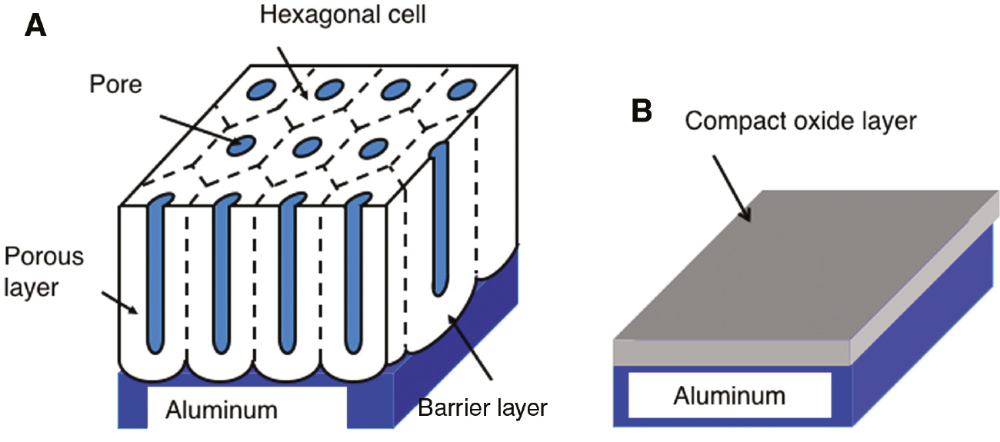 A
Hexagonal cell
Pore
Porous
layer
Aluminum
Barrier layer
B
Compact oxide layer
Aluminum